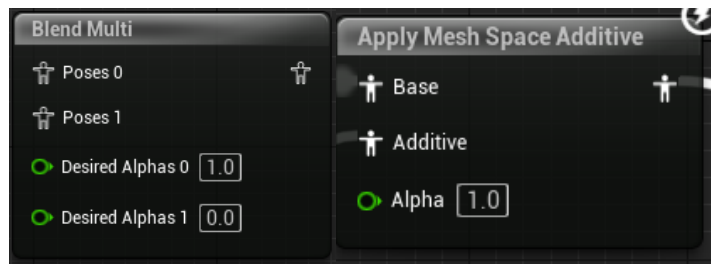 Blend Multi
Poses 0
Poses 1
Desired Alphas 0 1.0
Desired Alphas 1 0.0
Apply Mesh Space Additive
Base
Additive
Alpha 1.0